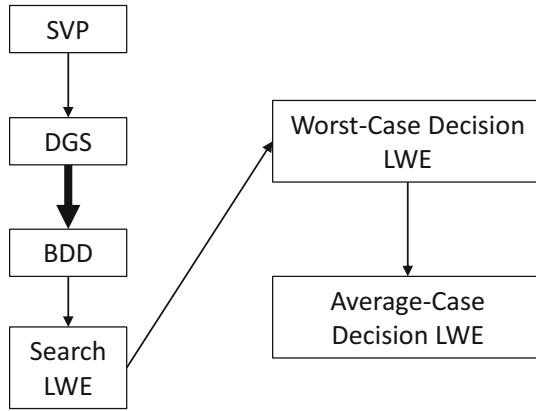 SVP
DGS
BDD
Search
LWE
Worst-Case Decision
LWE
Average-Case
Decision LWE